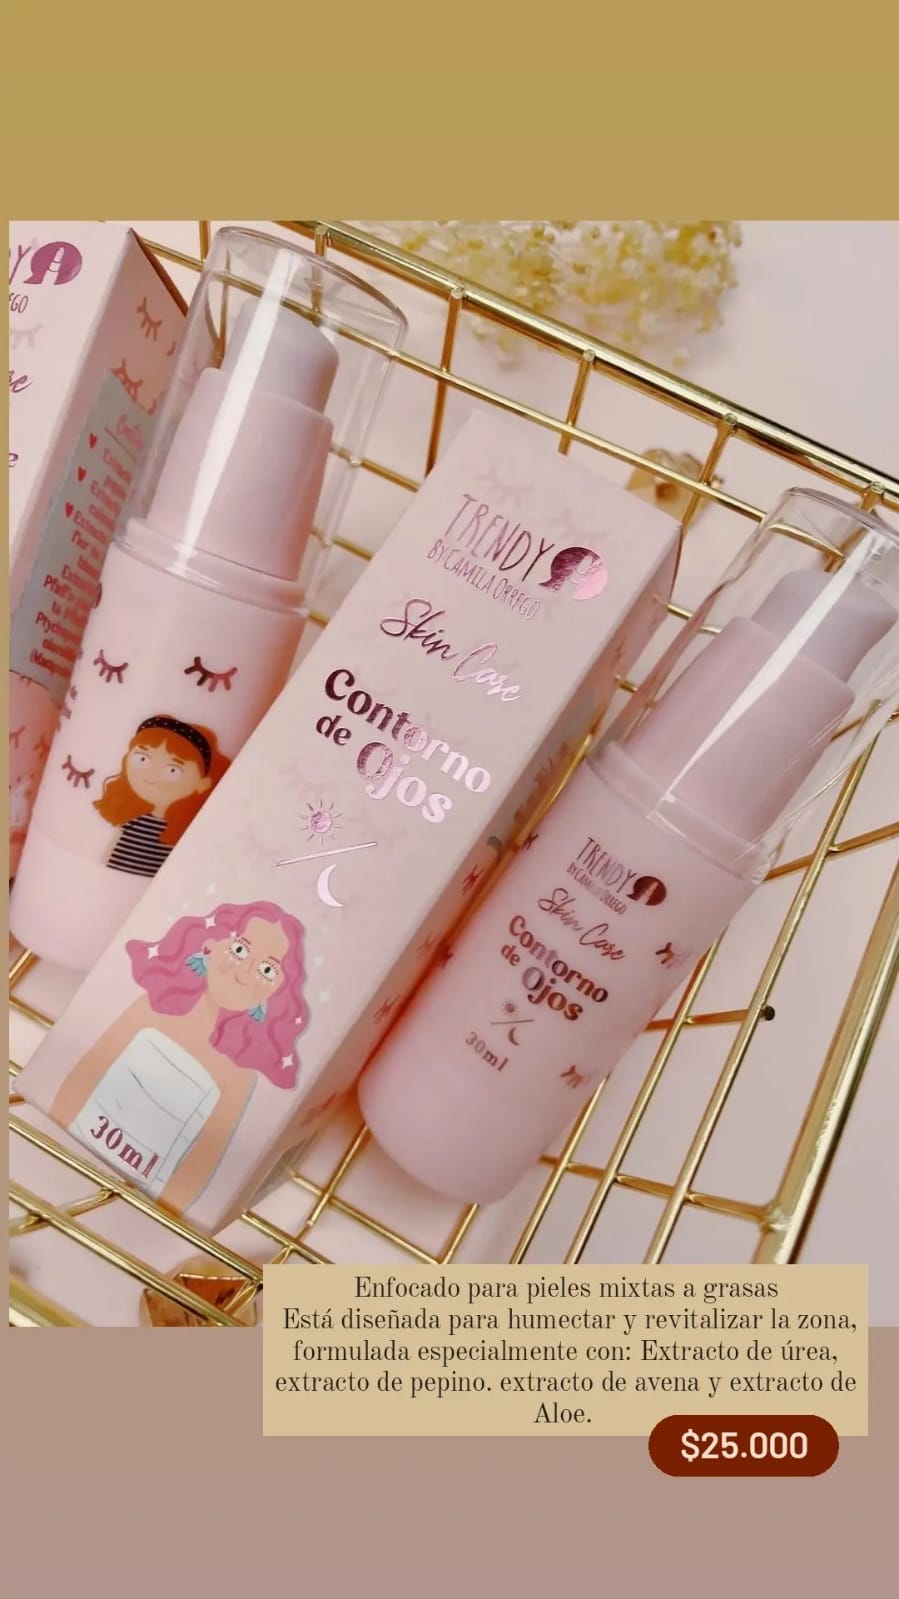 TRENDY
BY CAMILA ORREGO
Skin Care
Contorno
de Ojos
30ml
TRENDY
BY CAMILA ORREGO
Skin Care
Contorno
de Ojos
30ml
Enfocado para pieles mixtas a grasas
Está diseñada para humectar y revitalizar la zona,
formulada especialmente con: Extracto de úrea,
extracto de pepino. extracto de avena y extracto de
Aloe.
$25.000